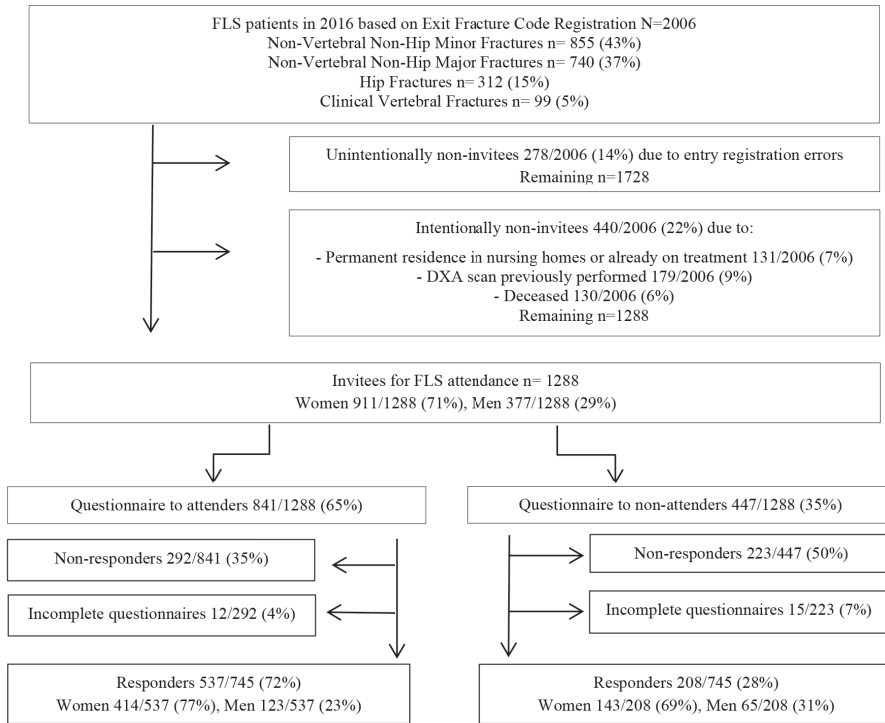 FLS patients in 2016 based on Exit Fracture Code Registration N=2006
Non-Vertebral Non-Hip Minor Fractures n= 855 (43%)
Non-Vertebral Non-Hip Major Fractures n= 740 (37%)
Hip Fractures n= 312 (15%)
Clinical Vertebral Fractures n= 99 (5%)
Unintentionally non-invitees 278/2006 (14%) due to entry registration errors
Remaining n=1728
Intentionally non-invitees 440/2006 (22%) due to:
- Permanent residence in nursing homes or already on treatment 131/2006 (7%)
- DXA scan previously performed 179/2006 (9%)
- Deceased 130/2006 (6%)
Remaining n=1288
Invitees for FLS attendance n= 1288
Women 911/1288 (71%), Men 377/1288 (29%)
Questionnaire to attenders 841/1288 (65%)
Questionnaire to non-attenders 447/1288 (35%)
Non-responders 292/841 (35%)
Non-responders 223/447 (50%)
Incomplete questionnaires 12/292 (4%)
Incomplete questionnaires 15/223 (7%)
Responders 537/745 (72%)
Women 414/537 (77%), Men 123/537 (23%)
Responders 208/745 (28%)
Women 143/208 (69%), Men 65/208 (31%)